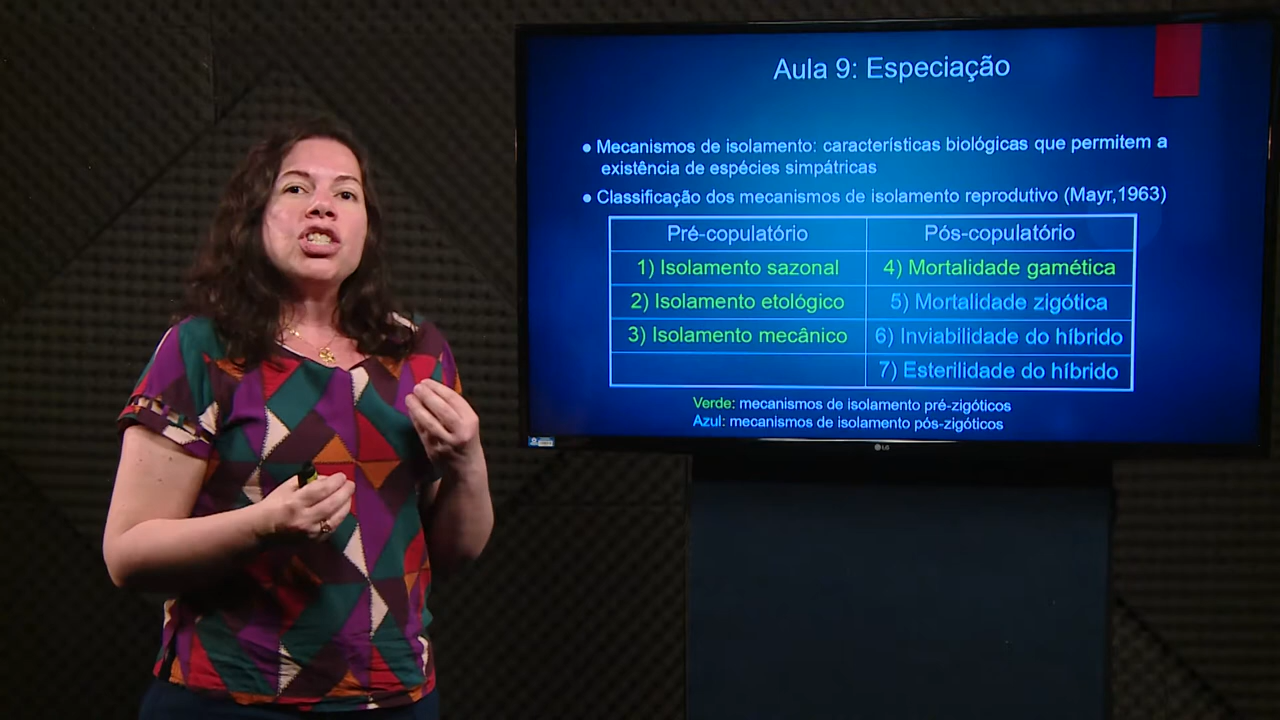 Aula 9: Especiação
● Mecanismos de isolamento: características biológicas que permitem a
existência de espécies simpátricas
● Classificação dos mecanismos de isolamento reprodutivo (Mayr,1963)
Pré-copulatório Pós-copulatório
1) Isolamento sazonal 4) Mortalidade gamética
2) Isolamento etológico 5) Mortalidade zigótica
3) Isolamento mecânico 6) Inviabilidade do híbrido
7) Esterilidade do híbrido
Verde: mecanismos de isolamento pré-zigóticos
Azul: mecanismos de isolamento pós-zigóticos
LG